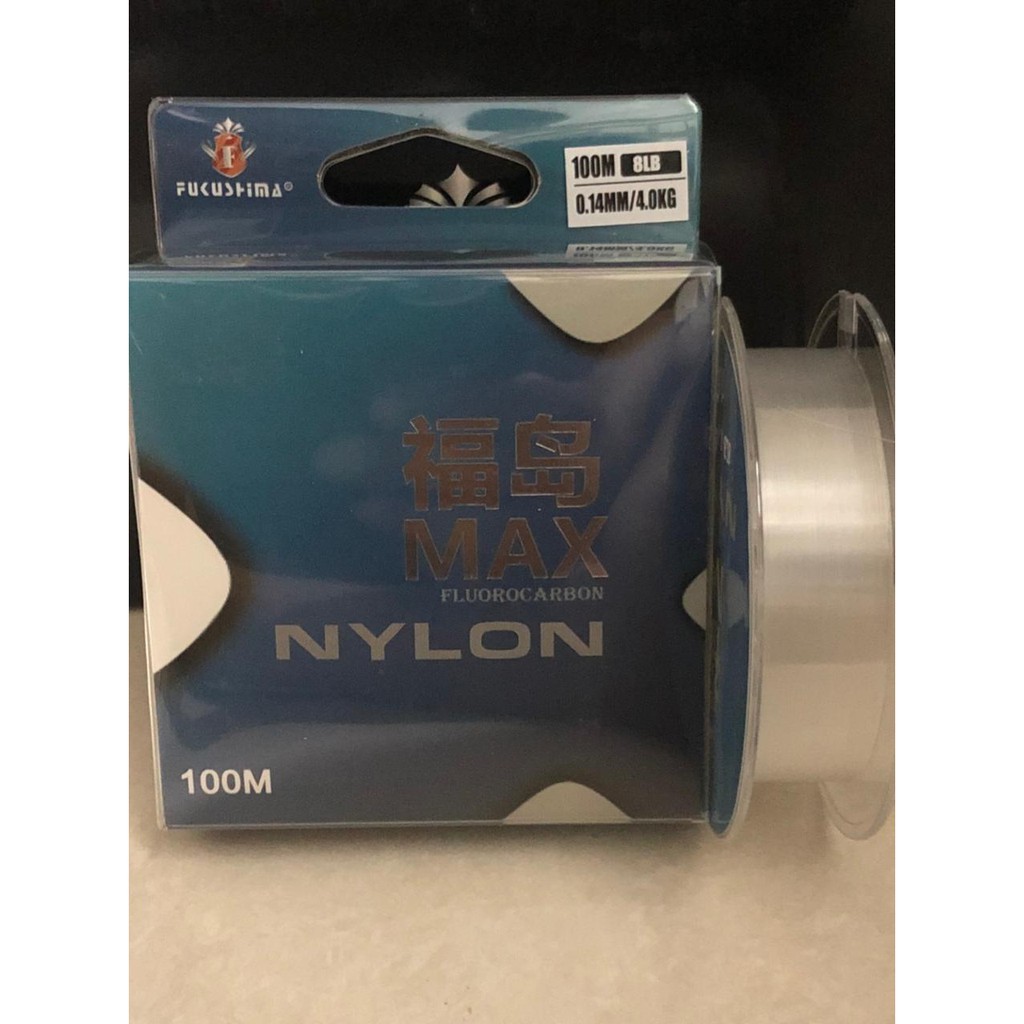 F
FUKUSHIMA®
100M 8LB
0.14MM/4.0KG
福岛
MAX
FLUOROCARBON
NYLON
100M